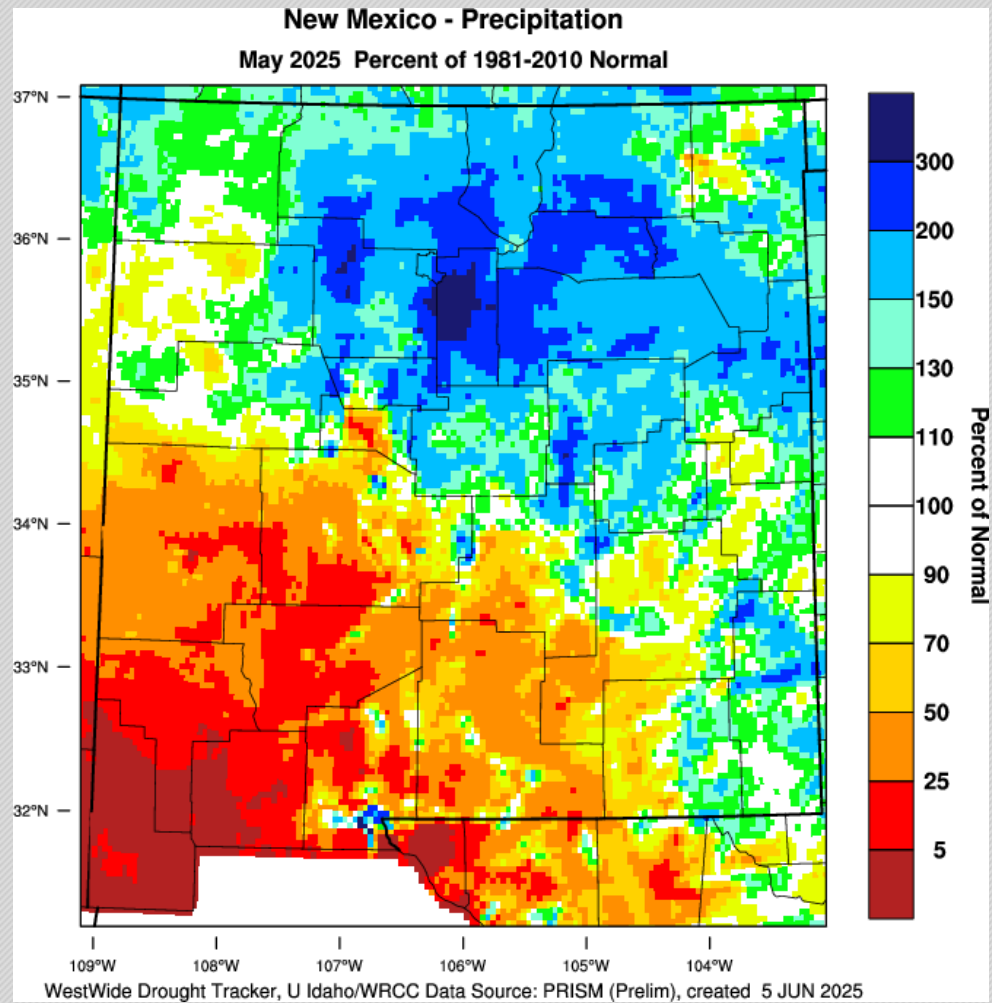 New Mexico - Precipitation
May 2025 Percent of 1981-2010 Normal
37°N
36°N
35°N
34°N
33°N
32°N
109°W
108°W
107°W
106°W
105°W
104°W
300
200
150
130
110
100
90
70
50
25
5
Percent of Normal
WestWide Drought Tracker, U Idaho/WRCC Data Source: PRISM (Prelim), created 5 JUN 2025